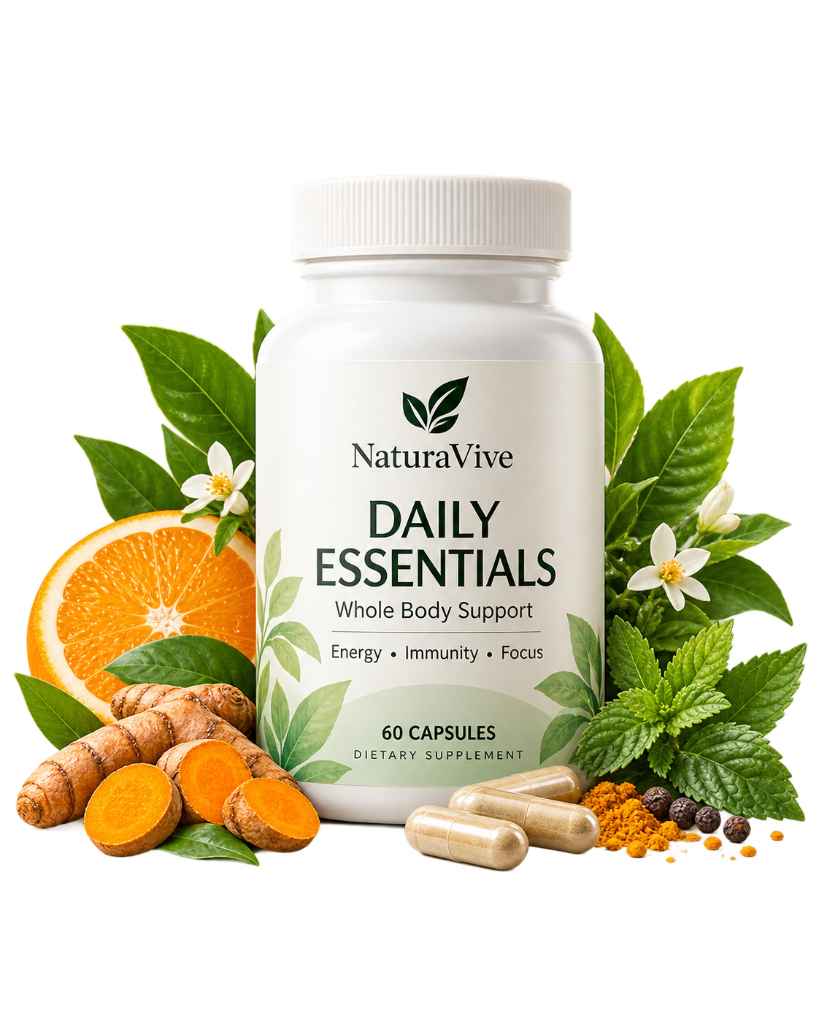 NaturaVive
DAILY
ESSENTIALS
Whole Body Support
Energy • Immunity • Focus
60 CAPSULES
DIETARY SUPPLEMENT